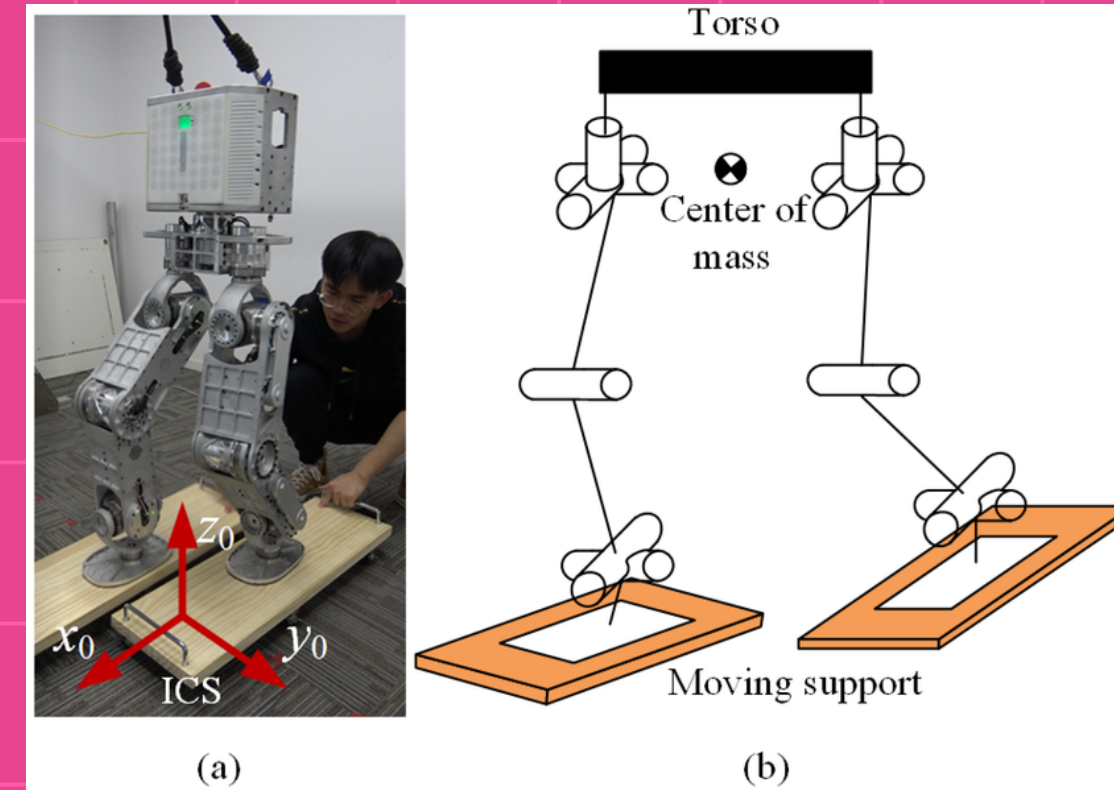 z0
x0
y0
ICS
(a)
Torso
Center of
mass
Moving support
(b)